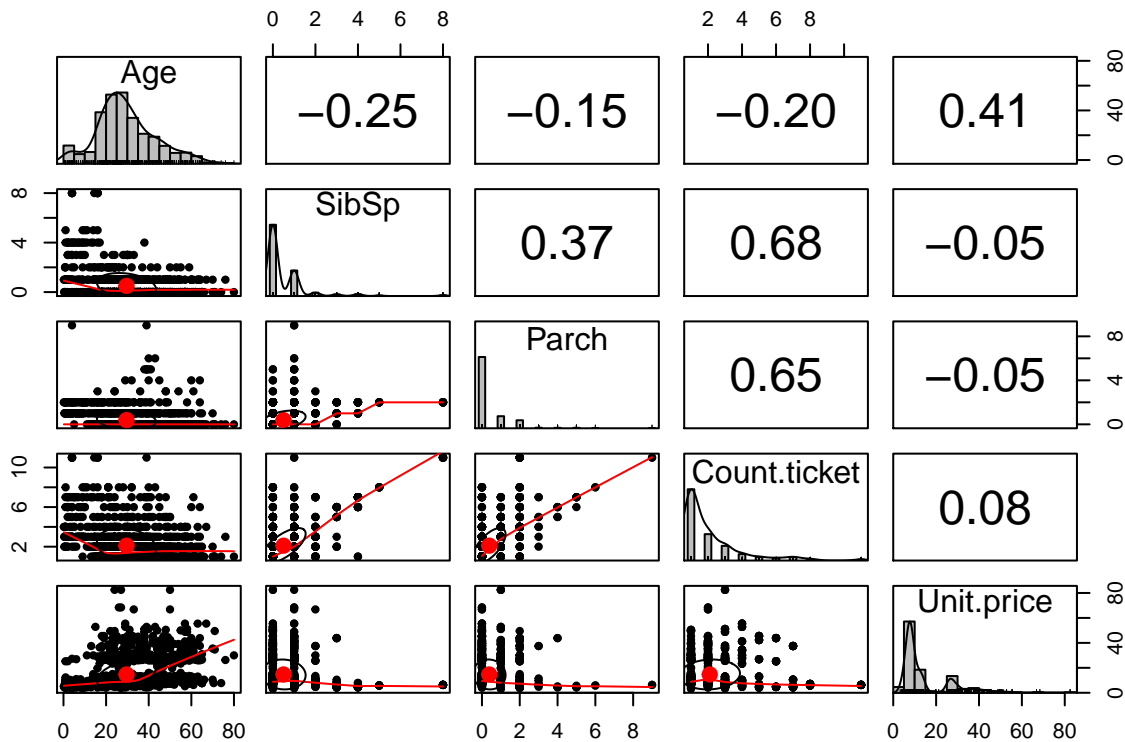 0 2 4 6 8
2 4 6 8
Age
−0.25
−0.15
−0.20
0.41
0 40 80
0 4 8
SibSp
0.37
0.68
−0.05
Parch
0.65
−0.05
0 4 8
2 6 10
Count.ticket
0.08
Unit.price
0 40 80
0 20 40 60 80
0 2 4 6 8
0 20 40 60 80